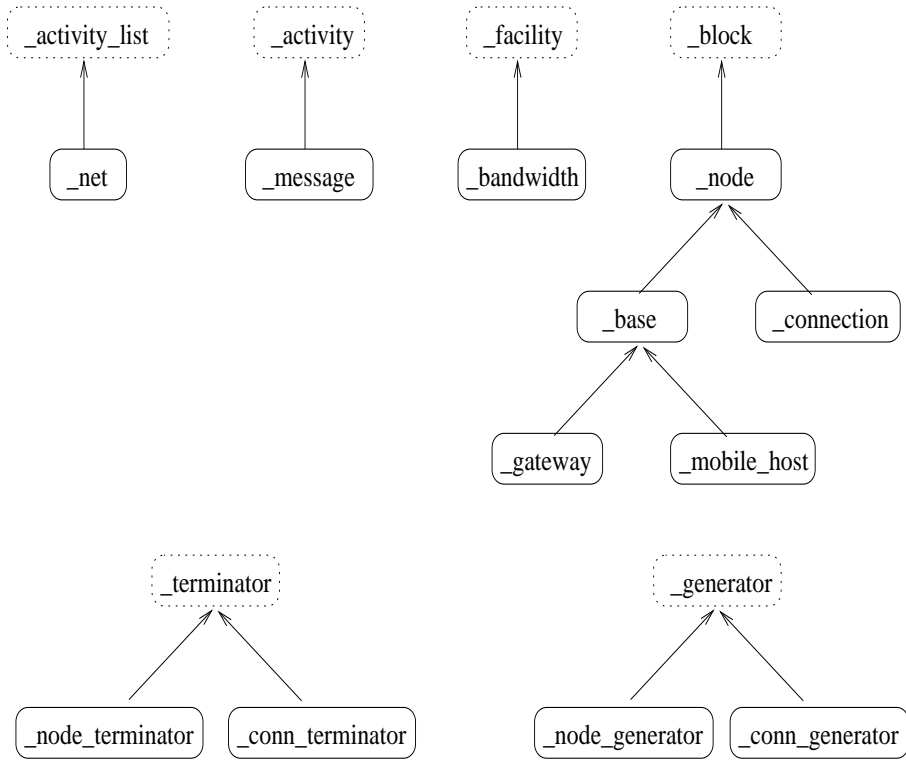 _activity_list
_activity
_facility
_block
_net
_message
_bandwidth
_node
_base
_connection
_gateway
_mobile_host
_terminator
_generator
_node_terminator
_conn_terminator
_node_generator
_conn_generator